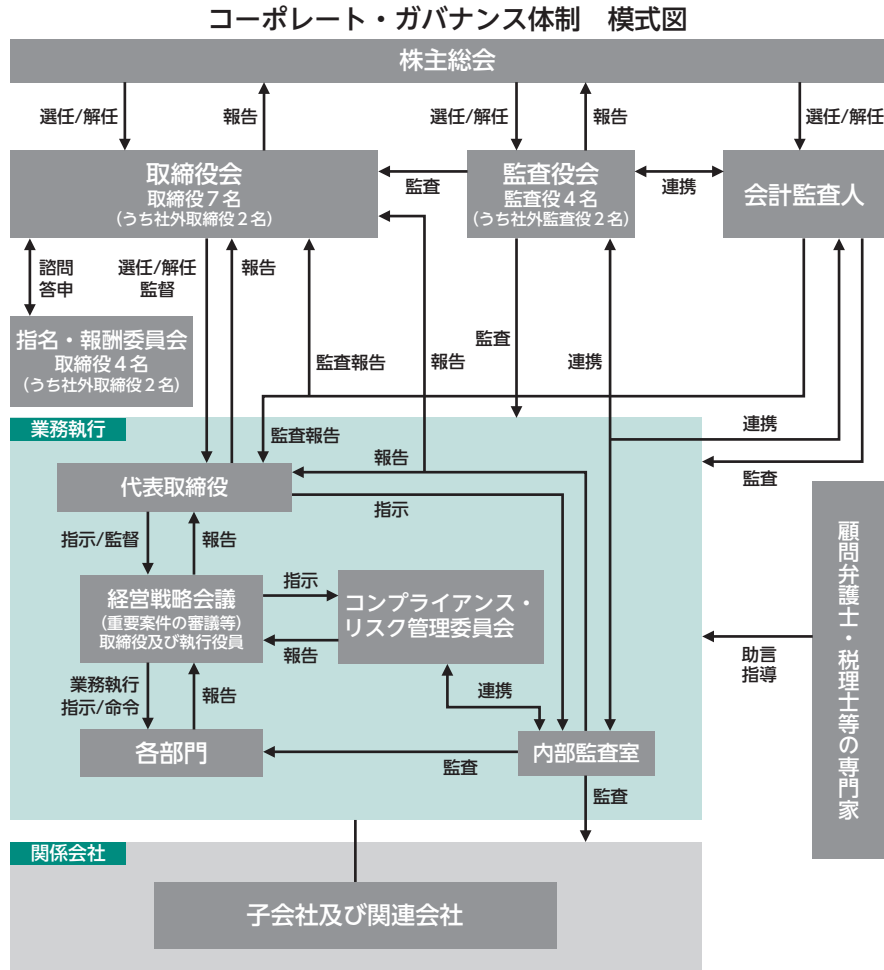 コーポレート・ガバナンス体制　模式図
株主総会
選任/解任
報告
選任/解任
報告
選任/解任
取締役会
取締役７名
(うち社外取締役２名)
監査
監査役会
監査役４名
(うち社外監査役２名)
連携
会計監査人
諮問
答申
選任/解任
監督
報告
指名・報酬委員会
取締役４名
(うち社外取締役２名)
監査報告
報告
監査
連携
業務執行
監査報告
連携
報告
監査
代表取締役
指示
指示/監督
報告
経営戦略会議
(重要案件の審議等)
取締役及び執行役員
指示
報告
コンプライアンス・
リスク管理委員会
顧問弁護士・税理士等の専門家
助言
指導
業務執行
指示/命令
報告
連携
各部門
監査
内部監査室
監査
関係会社
子会社及び関連会社